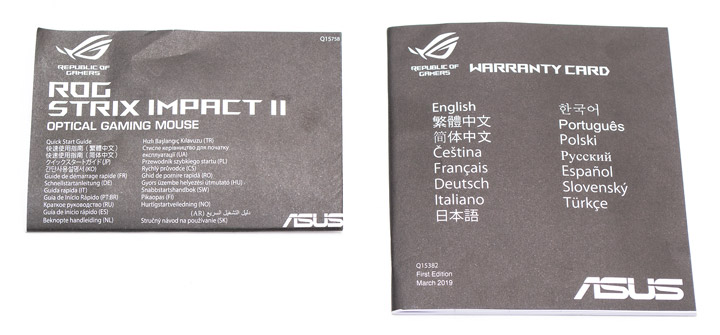 Q15758
REPUBLIC OF
GAMERS
ROG
STRIX IMPACT II
OPTICAL GAMING MOUSE
Quick Start Guide
快速使用指南（繁體中文）
快速使用指南（简体中文）
クイックスタートガイド(JP)
간단사용설명서(KO)
Guide de démarrage rapide (FR)
Schnellstartanleitung (DE)
Guida rapida (IT)
Guia de Início Rápido (PT.BR)
Краткое руководство (RU)
Guía de inicio rápido (ES)
Beknopte handleiding (NL)
Hızlı Başlangıç Kılavuzu (TR)
Стисле керівництво для початку
експлуатації (UA)
Przewodnik szybkiego startu (PL)
Rychlý průvodce (CS)
Ghid de pornire rapidă (RO)
Gyors üzembe helyezési útmutató (HU)
Snabbstartshandbok (SW)
Pikaopas (FI)
Hurtigstartveiledning (NO)
دليل التشغيل السريع (AR)
Stručný návod na používanie (SK)
ASUS
REPUBLIC OF
GAMERS
WARRANTY CARD
English
繁體中文
简体中文
Čeština
Français
Deutsch
Italiano
日本語
한국어
Português
Polski
Русский
Español
Slovenský
Türkçe
Q15382
First Edition
March 2019
ASUS